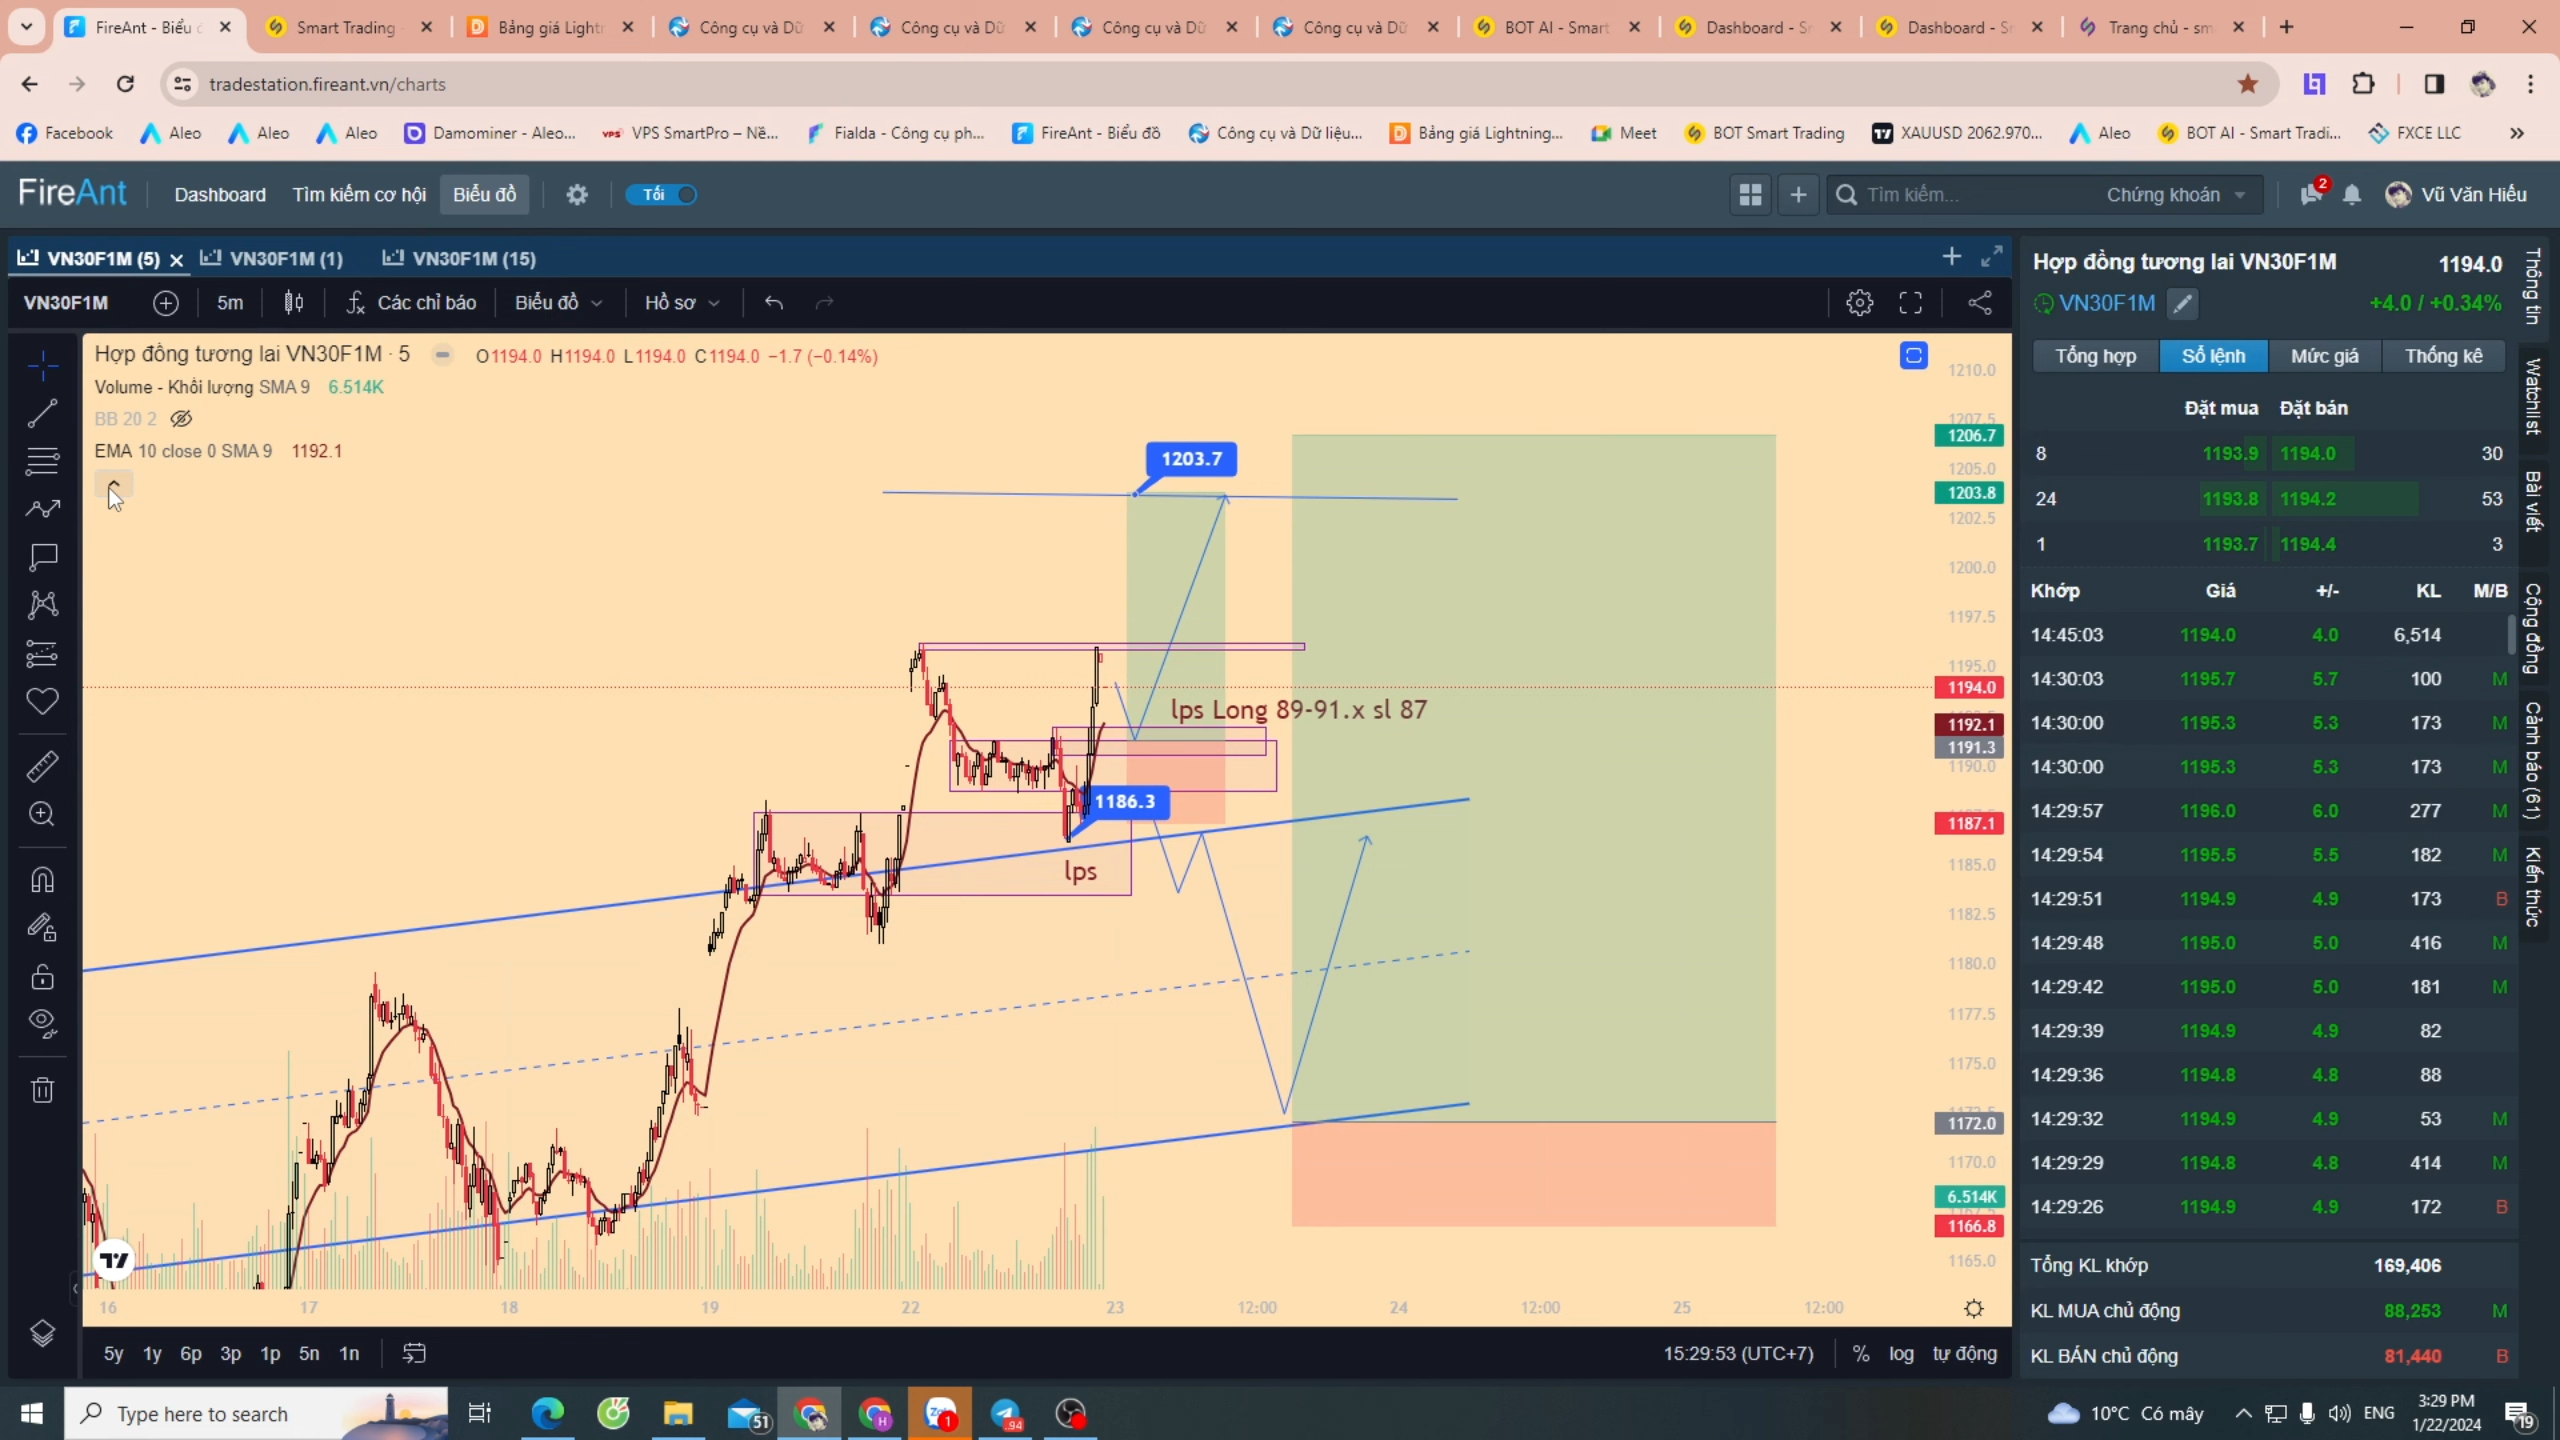 FireAnt - Biểu đ
Smart Trading
Bảng giá Lightn
Công cụ và Dữ
Công cụ và Dữ
Công cụ và Dữ
Công cụ và Dữ
BOT AI - Smart
Dashboard - Sm
Dashboard - Sm
Trang chủ - sm
tradestation.fireant.vn/charts
Facebook
Aleo
Aleo
Aleo
Damominer - Aleo...
VPS SmartPro – Nề...
Fialda - Công cụ ph...
FireAnt - Biểu đồ
Công cụ và Dữ liệu...
Bảng giá Lightning...
Meet
BOT Smart Trading
XAUUSD 2062.970...
Aleo
BOT AI - Smart Tradi...
FXCE LLC
FireAnt
Dashboard
Tìm kiếm cơ hội
Biểu đồ
Tối
Tìm kiếm...
Chứng khoán
2
Vũ Văn Hiếu
VN30F1M (5)
VN30F1M (1)
VN30F1M (15)
VN30F1M
5m
Các chỉ báo
Biểu đồ
Hồ sơ
Hợp đồng tương lai VN30F1M · 5
O1194.0 H1194.0 L1194.0 C1194.0 −1.7 (−0.14%)
Volume - Khối lượng SMA 9 6.514K
BB 20 2
EMA 10 close 0 SMA 9 1192.1
1203.7
lps Long 89-91.x sl 87
1186.3
lps
1210.0
1207.5
1206.7
1205.0
1203.8
1202.5
1200.0
1197.5
1195.0
1194.0
1192.1
1191.3
1190.0
1187.1
1185.0
1182.5
1180.0
1177.5
1175.0
1172.0
1170.0
6.514K
1166.8
1165.0
16 17 18 19 22 23 12:00 24 12:00 25 12:00
5y 1y 6p 3p 1p 5n 1n
15:29:53 (UTC+7)
% log tự động
Hợp đồng tương lai VN30F1M 1194.0
VN30F1M +4.0 / +0.34%
Tổng hợp Sổ lệnh Mức giá Thống kê
Đặt mua Đặt bán
8 1193.9 1194.0 30
24 1193.8 1194.2 53
1 1193.7 1194.4 3
Khớp Giá +/- KL M/B
14:45:03 1194.0 4.0 6,514
14:30:03 1195.7 5.7 100 M
14:30:00 1195.3 5.3 173 M
14:30:00 1195.3 5.3 173 M
14:29:57 1196.0 6.0 277 M
14:29:54 1195.5 5.5 182 M
14:29:51 1194.9 4.9 173 B
14:29:48 1195.0 5.0 416 M
14:29:42 1195.0 5.0 181 M
14:29:39 1194.9 4.9 82
14:29:36 1194.8 4.8 88
14:29:32 1194.9 4.9 53 M
14:29:29 1194.8 4.8 414 M
14:29:26 1194.9 4.9 172 B
Tổng KL khớp 169,406
KL MUA chủ động 88,253 M
KL BÁN chủ động 81,440 B
Thông tin
Watchlist
Bài viết
Cộng đồng
Cảnh báo (61)
Kiến thức
Type here to search
51
Zalo
1
94
10°C Có mây
ENG
3:29 PM
1/22/2024
19